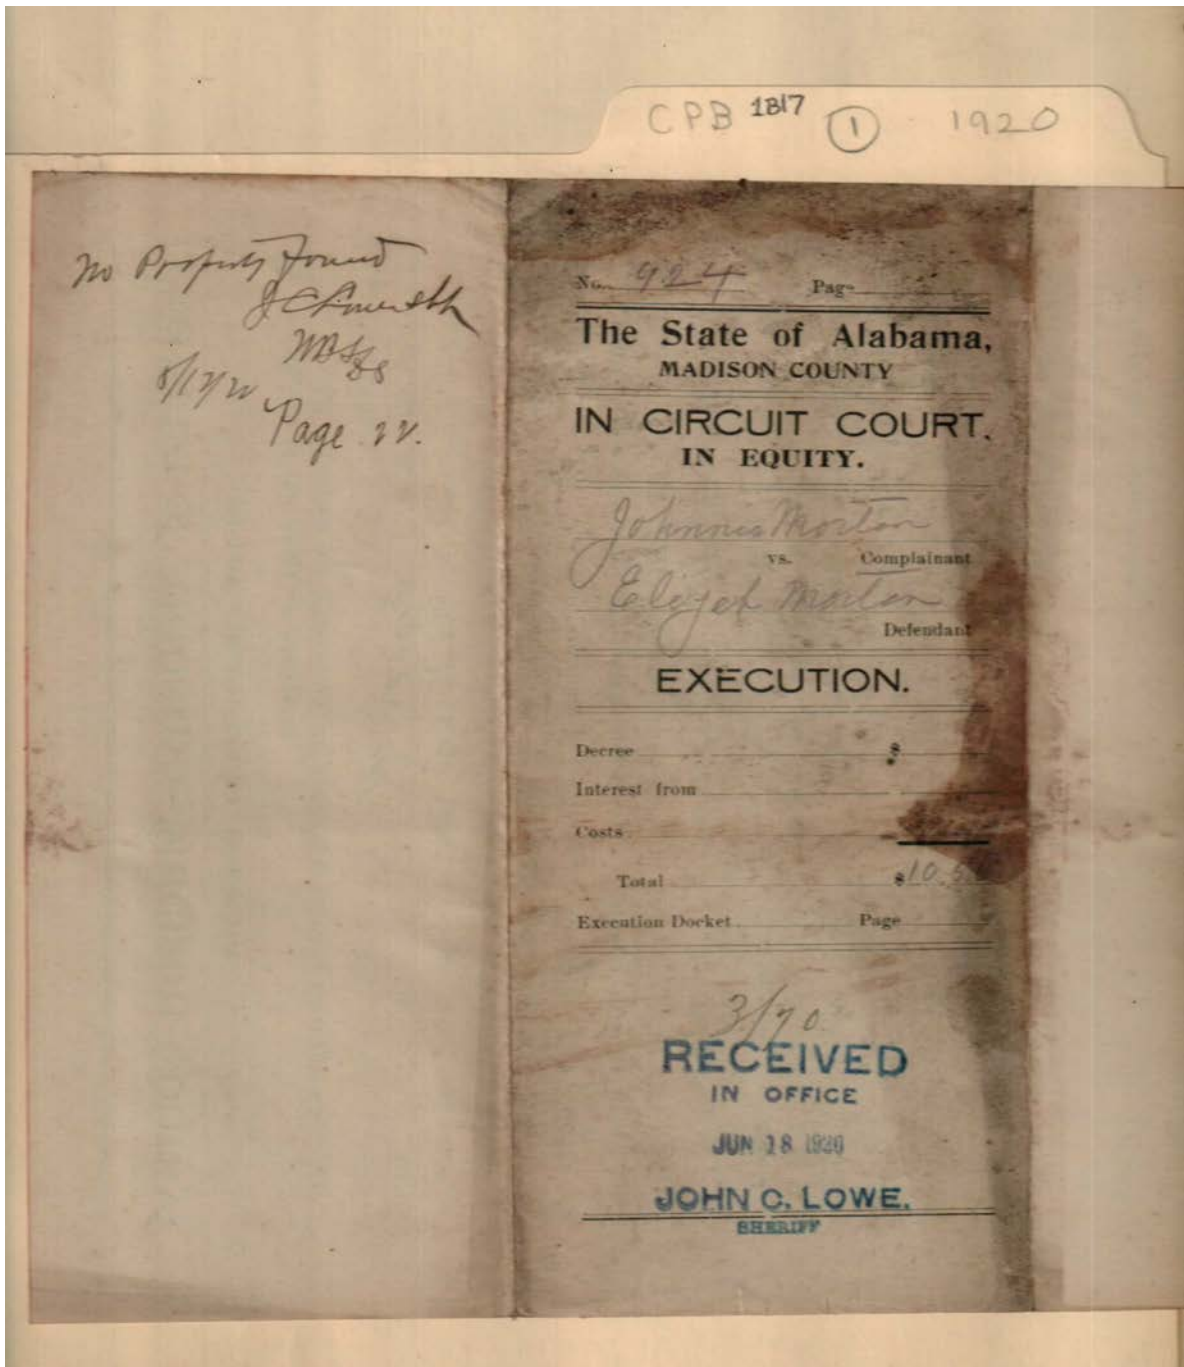 CPB 1817 1 1920
No Property Found
Page 22.
No. 924 Page
The State of Alabama,
MADISON COUNTY
IN CIRCUIT COURT.
IN EQUITY.
Johnnie Morton
vs. Complainant
Elijah Morton
Defendant
EXECUTION.
Decree $
Interest from
Costs
Total $10.
Execution Docket Page
3/70
RECEIVED
IN OFFICE
JUN 18 1920
JOHN C. LOWE.
SHERIFF